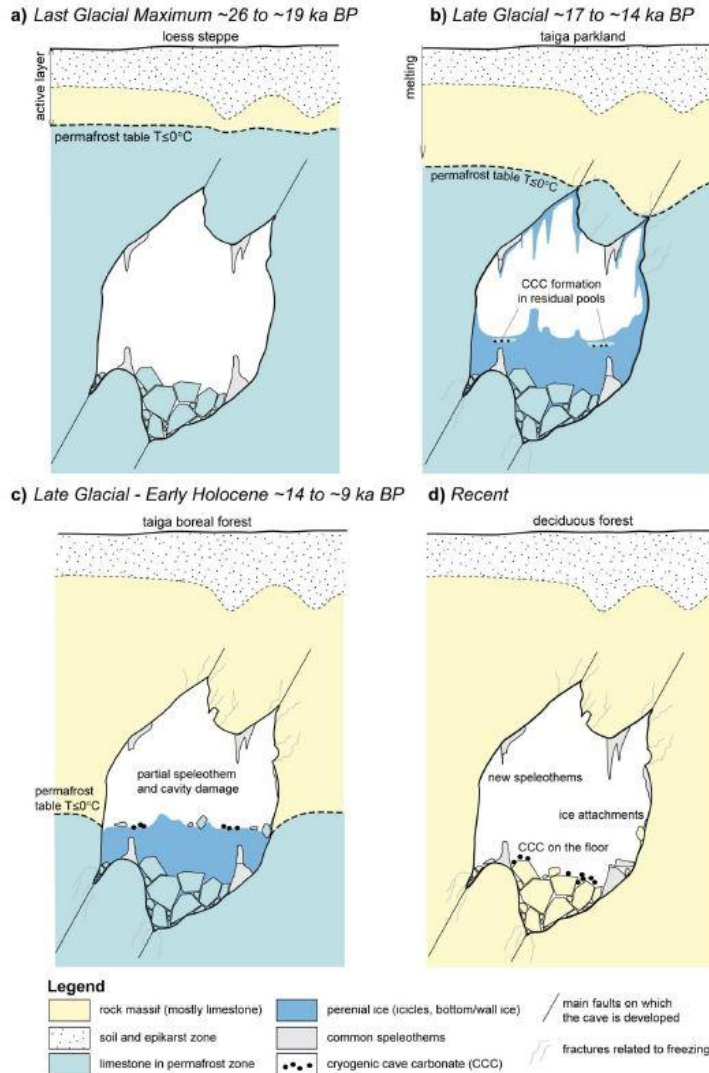 a) Last Glacial Maximum ~26 to ~19 ka BP
loess steppe
active layer
permafrost table T≤0°C
b) Late Glacial ~17 to ~14 ka BP
taiga parkland
melting
permafrost table T≤0°C
CCC formation
in residual pools
c) Late Glacial - Early Holocene ~14 to ~9 ka BP
taiga boreal forest
partial speleothem
and cavity damage
permafrost
table T≤0°C
d) Recent
deciduous forest
new speleothems
ice attachments
CCC on the floor
Legend
rock massif (mostly limestone)
soil and epikarst zone
limestone in permafrost zone
perenial ice (icicles, bottom/wall ice)
common speleothems
cryogenic cave carbonate (CCC)
main faults on which
the cave is developed
fractures related to freezing